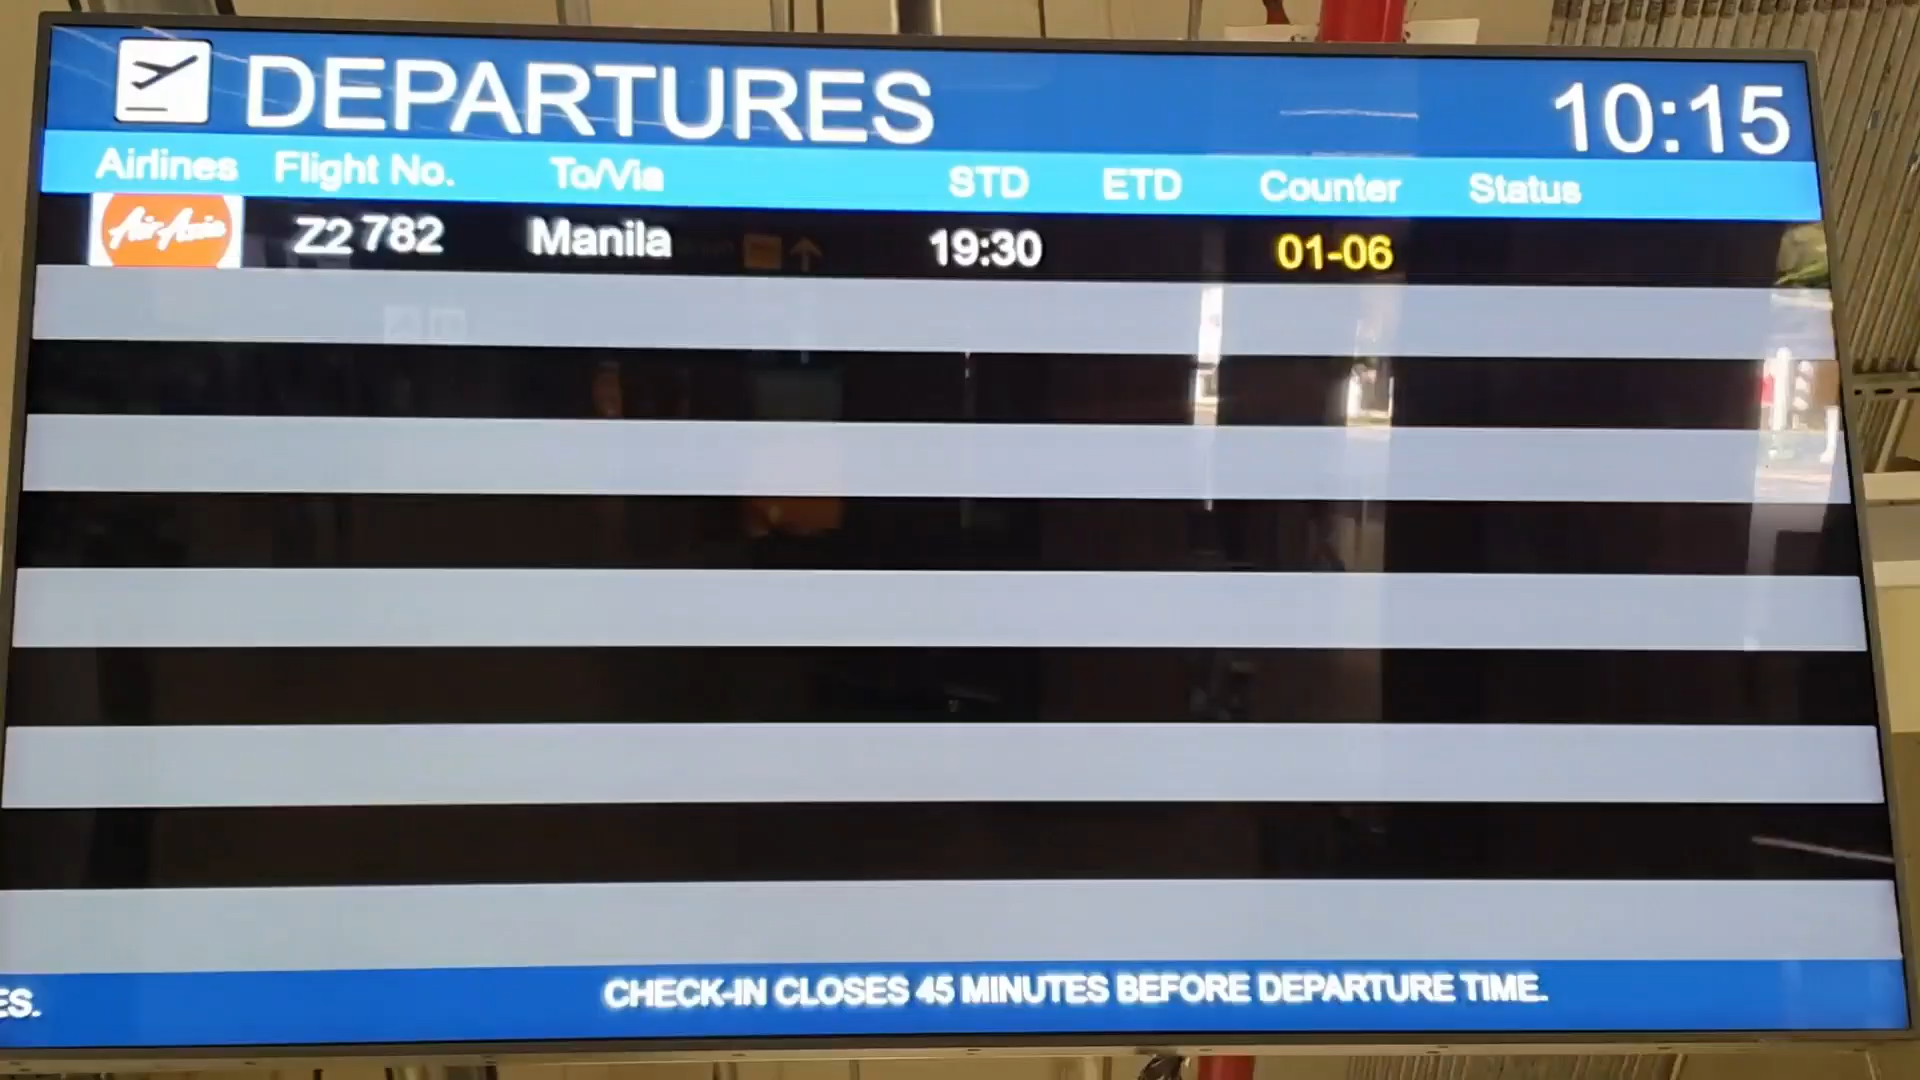 DEPARTURES 10:15
Airlines Flight No. To/Via STD ETD Counter Status
AirAsia Z2 782 Manila 19:30 01-06
ES. CHECK-IN CLOSES 45 MINUTES BEFORE DEPARTURE TIME.